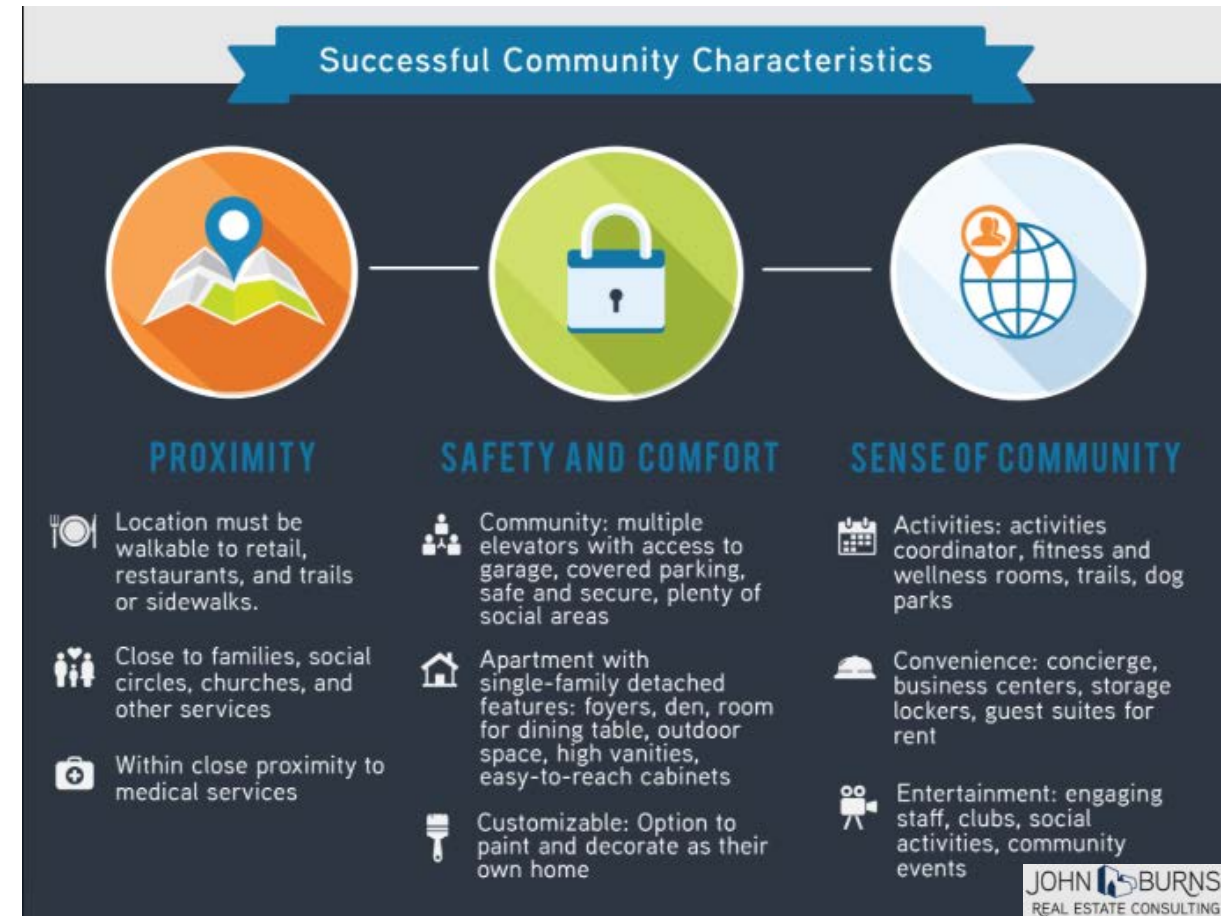 Successful Community Characteristics
PROXIMITY
Location must be
walkable to retail,
restaurants, and trails
or sidewalks.
Close to families, social
circles, churches, and
other services
Within close proximity to
medical services
SAFETY AND COMFORT
Community: multiple
elevators with access to
garage, covered parking,
safe and secure, plenty of
social areas
Apartment with
single-family detached
features: foyers, den, room
for dining table, outdoor
space, high vanities,
easy-to-reach cabinets
Customizable: Option to
paint and decorate as their
own home
SENSE OF COMMUNITY
Activities: activities
coordinator, fitness and
wellness rooms, trails, dog
parks
Convenience: concierge,
business centers, storage
lockers, guest suites for
rent
Entertainment: engaging
staff, clubs, social
activities, community
events
JOHN BURNS
REAL ESTATE CONSULTING